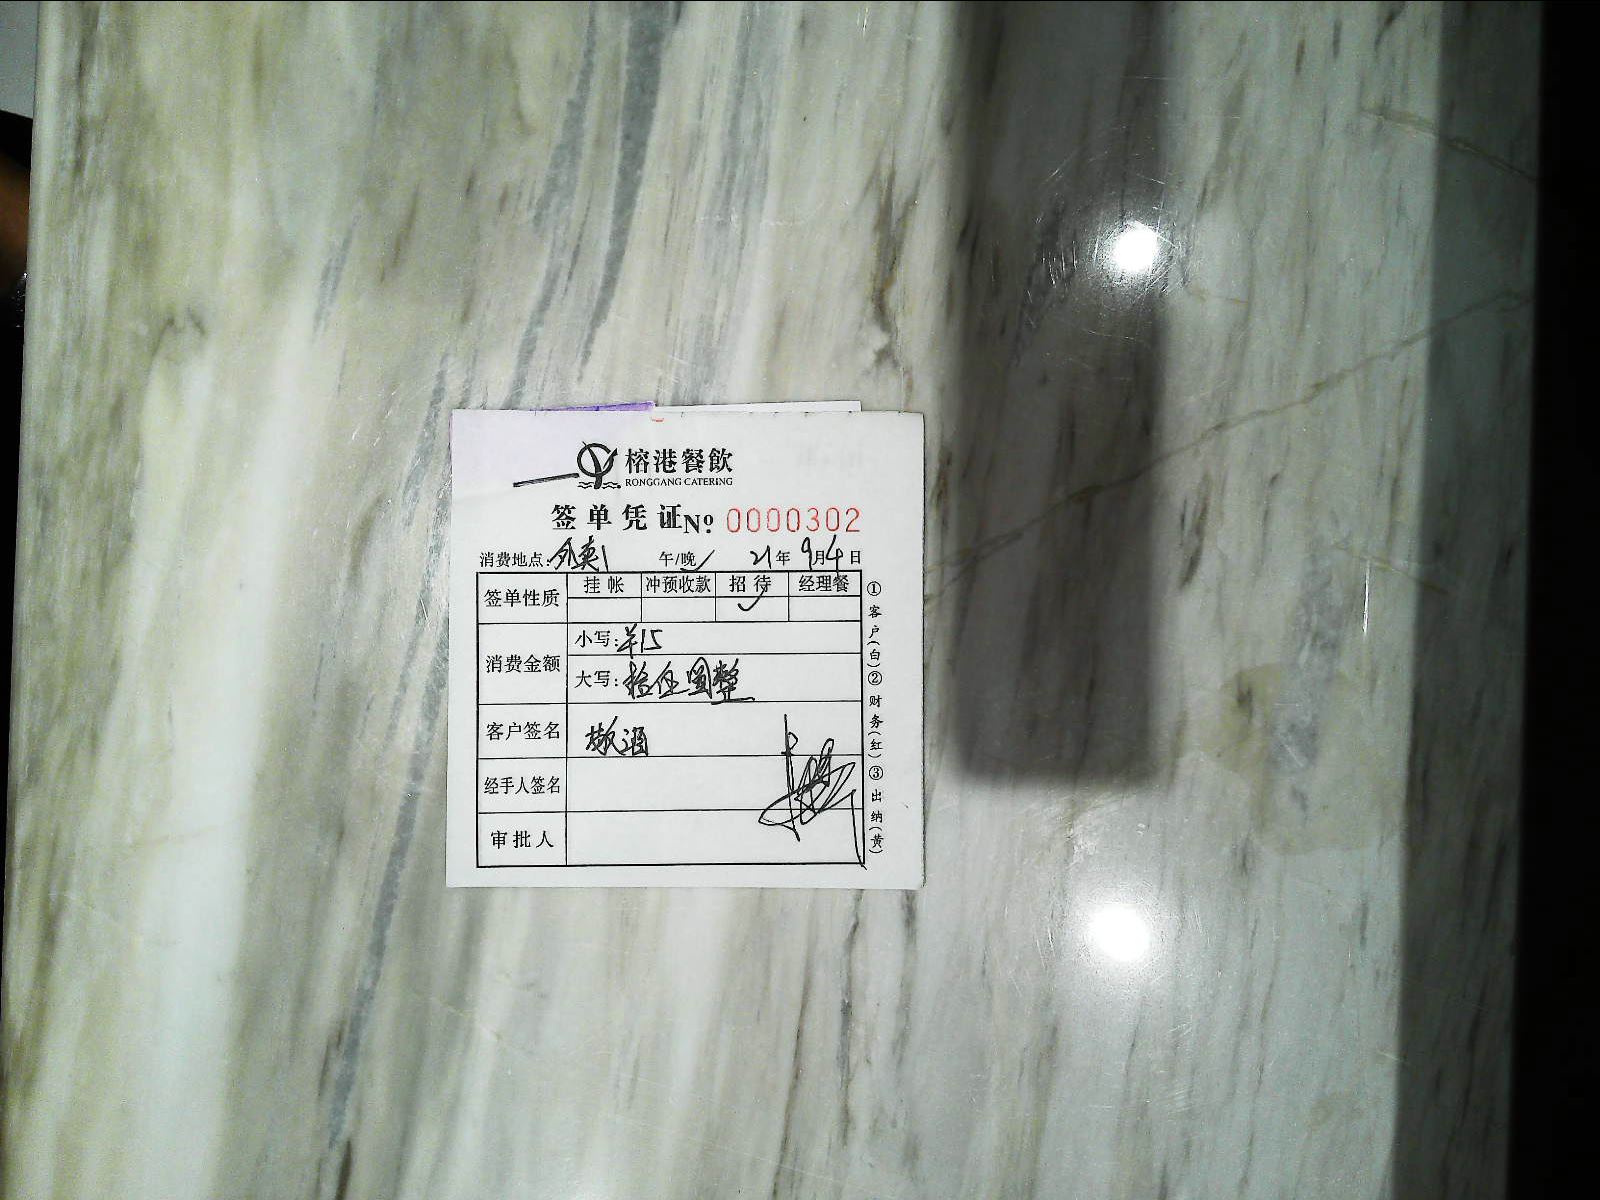 榕港餐飲
RONGGANG CATERING
签单凭证 No. 0000302
消费地点:外卖1 午/晚✓ 21年9月4日
签单性质 挂帐 冲预收款 招待 经理餐
✓
消费金额 小写:¥15
大写:拾伍圆整
客户签名
经手人签名
审批人
①客户(白)②财务(红)③出纳(黄)